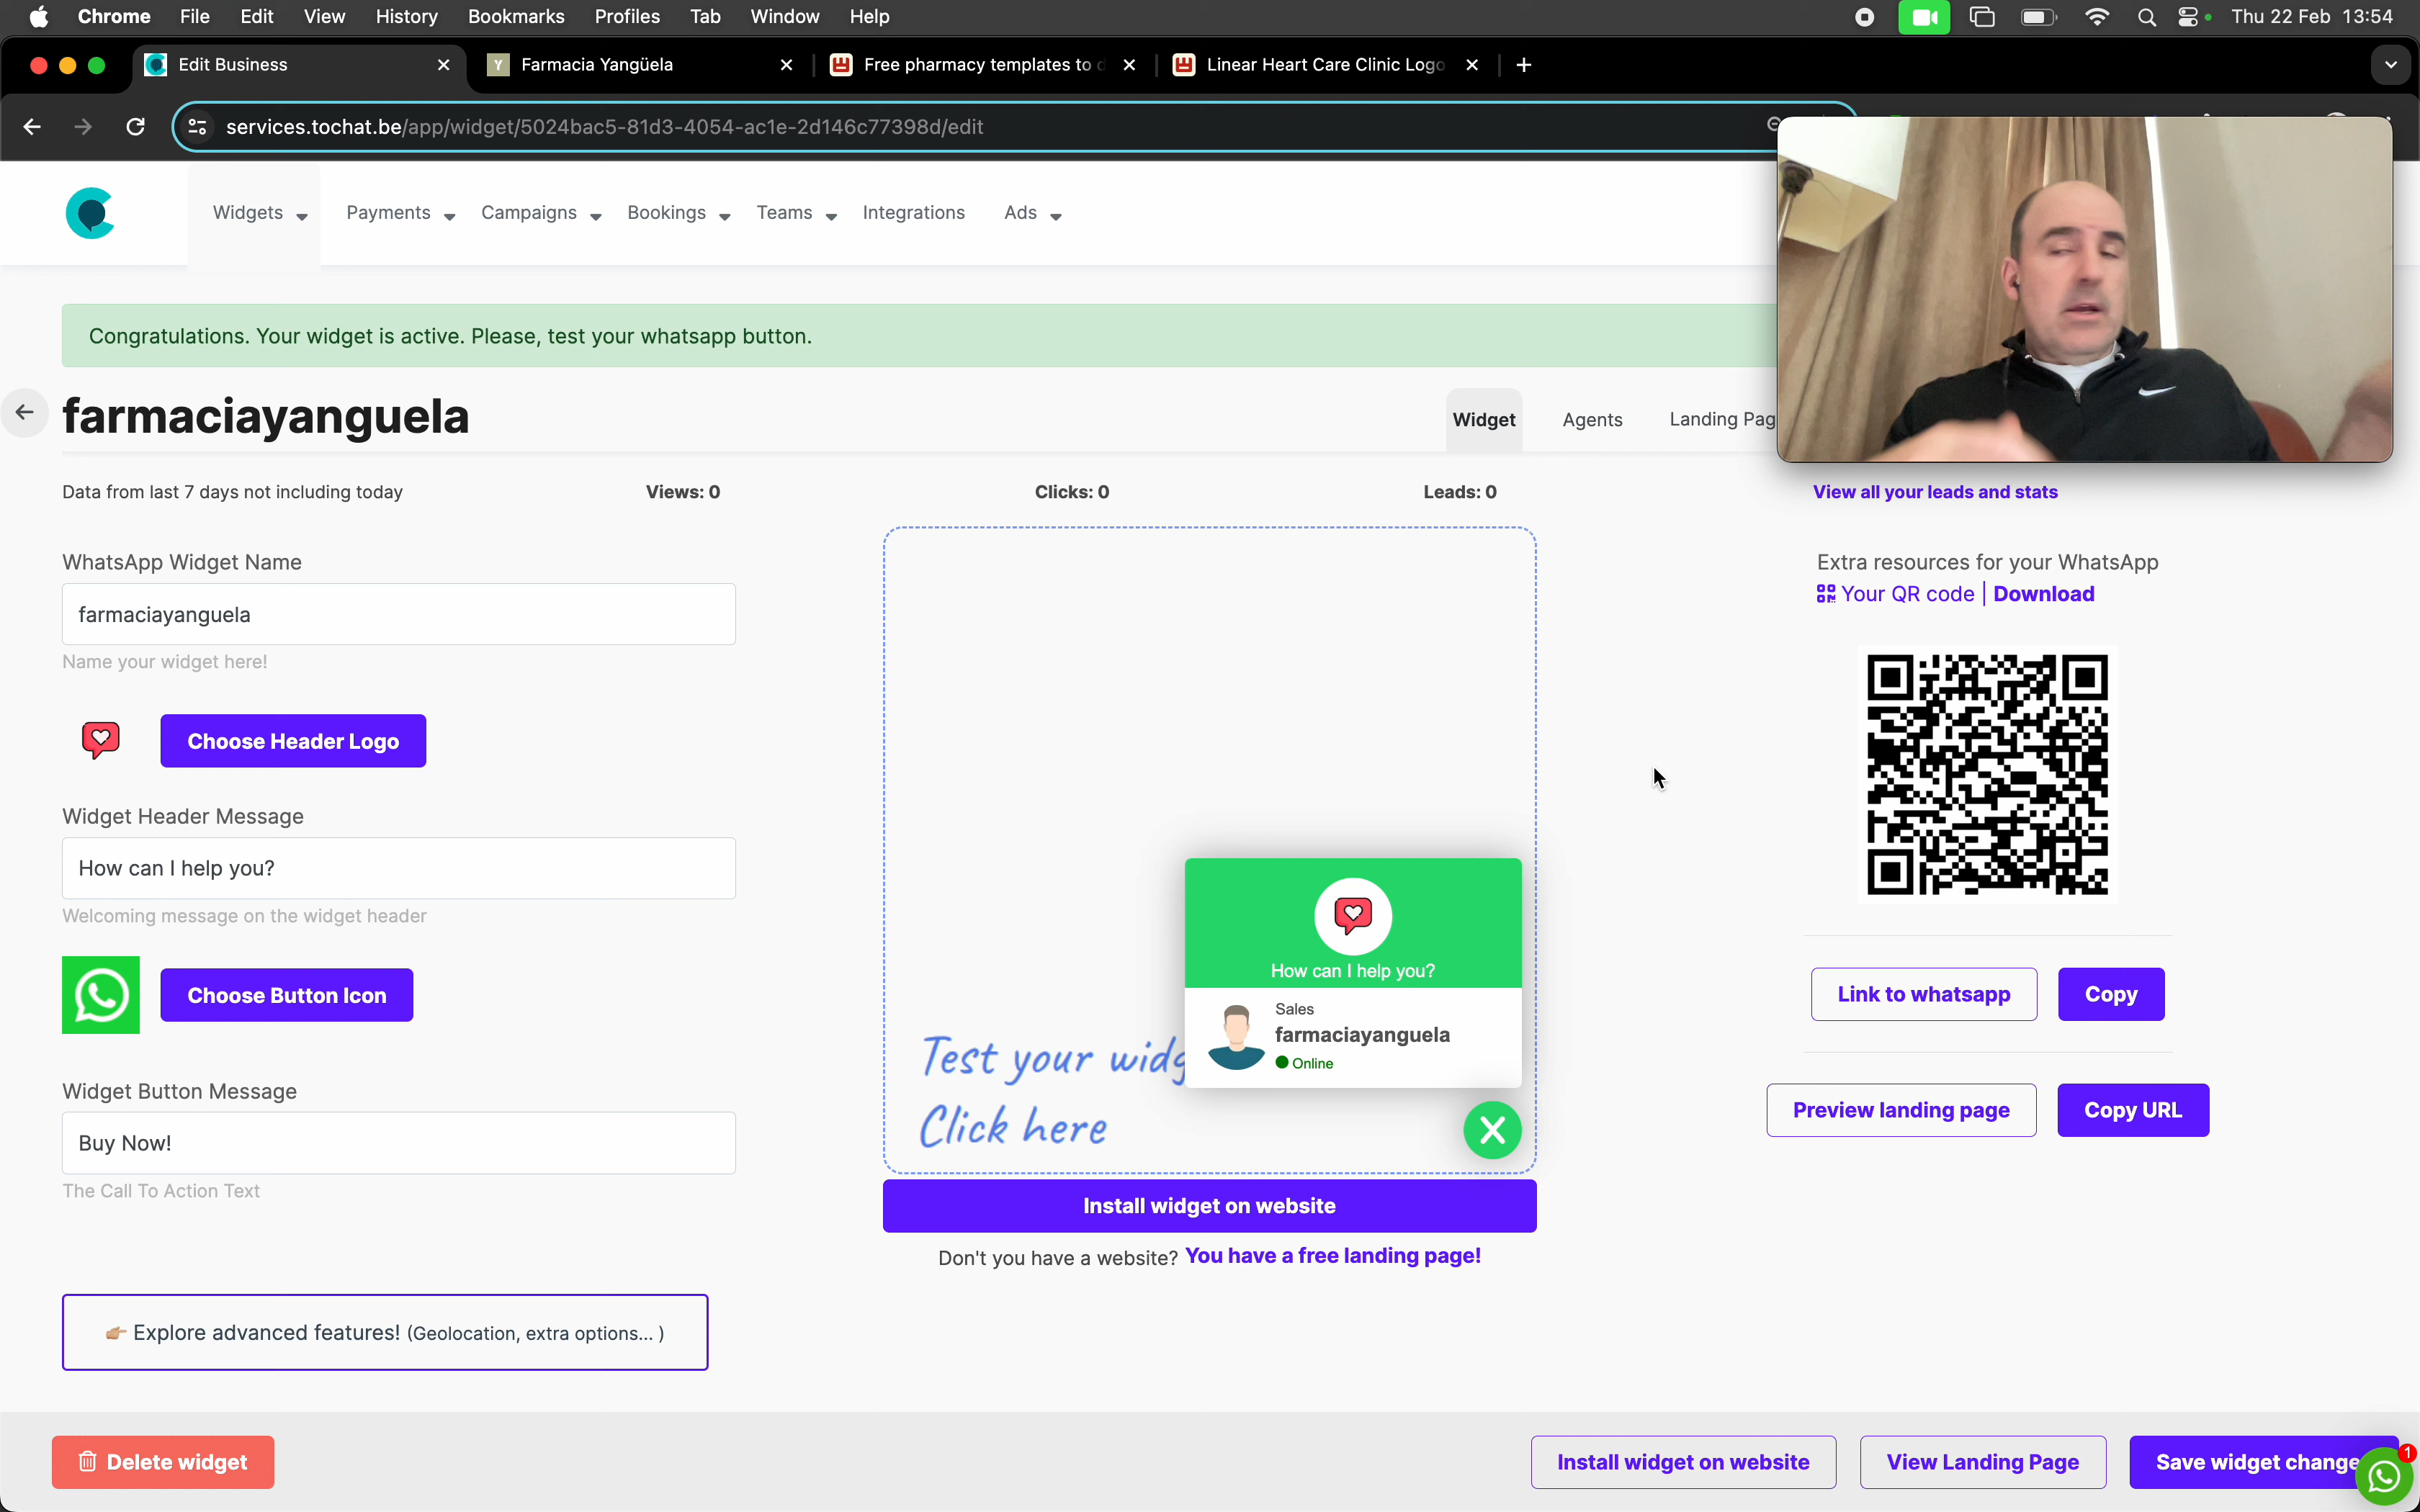 Chrome File Edit View History Bookmarks Profiles Tab Window Help Thu 22 Feb 13:54
Edit Business Farmacia Yangüela Free pharmacy templates to Linear Heart Care Clinic Logo
services.tochat.be/app/widget/5024bac5-81d3-4054-ac1e-2d146c77398d/edit
Widgets Payments Campaigns Bookings Teams Integrations Ads
Congratulations. Your widget is active. Please, test your whatsapp button.
farmaciayanguela
Widget Agents Landing Pag
Data from last 7 days not including today Views: 0 Clicks: 0 Leads: 0 View all your leads and stats
WhatsApp Widget Name
farmaciayanguela
Name your widget here!
Choose Header Logo
Widget Header Message
How can I help you?
Welcoming message on the widget header
Choose Button Icon
Widget Button Message
Buy Now!
The Call To Action Text
👉 Explore advanced features! (Geolocation, extra options... )
How can I help you?
Sales
farmaciayanguela
Online
Test your widg
Click here
Install widget on website
Don't you have a website? You have a free landing page!
Extra resources for your WhatsApp
Your QR code | Download
Link to whatsapp Copy
Preview landing page Copy URL
Delete widget Install widget on website View Landing Page Save widget change
1